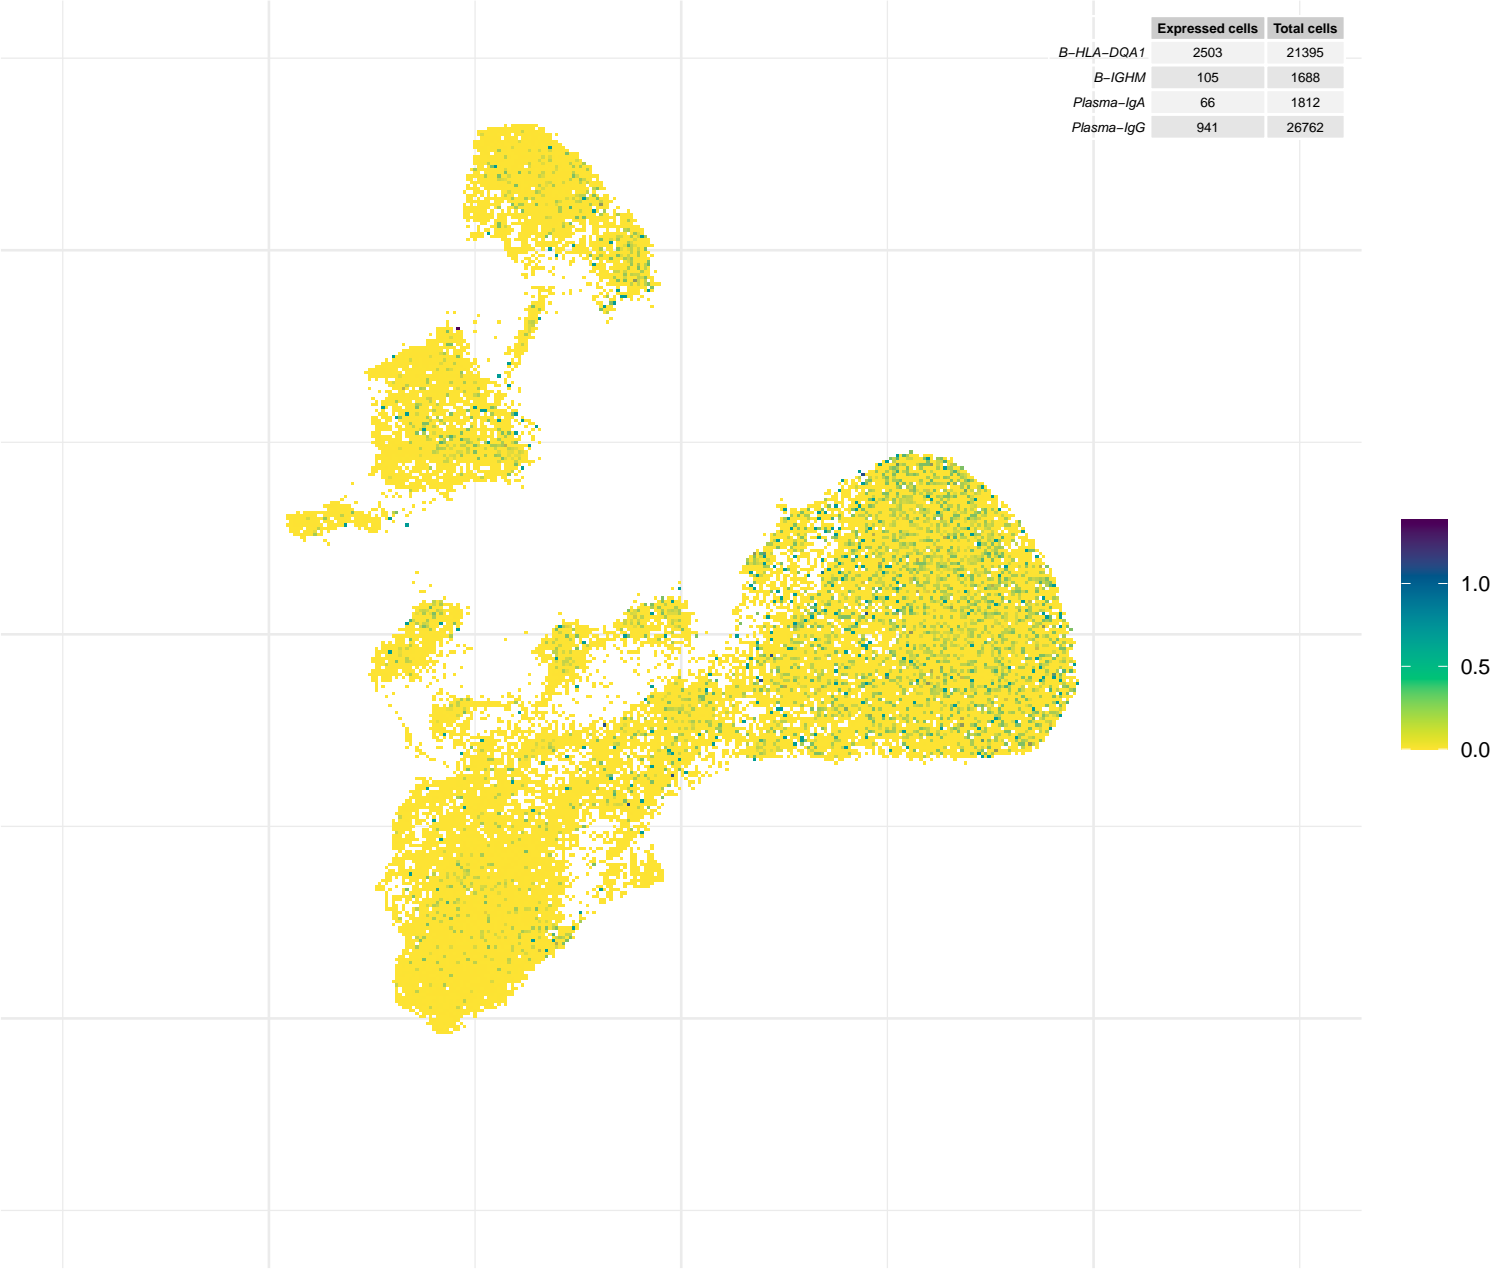 Expressed cells Total cells
B−HLA−DQA1 2503 21395
B−IGHM 105 1688
Plasma−IgA 66 1812
Plasma−IgG 941 26762
1.0
0.5
0.0